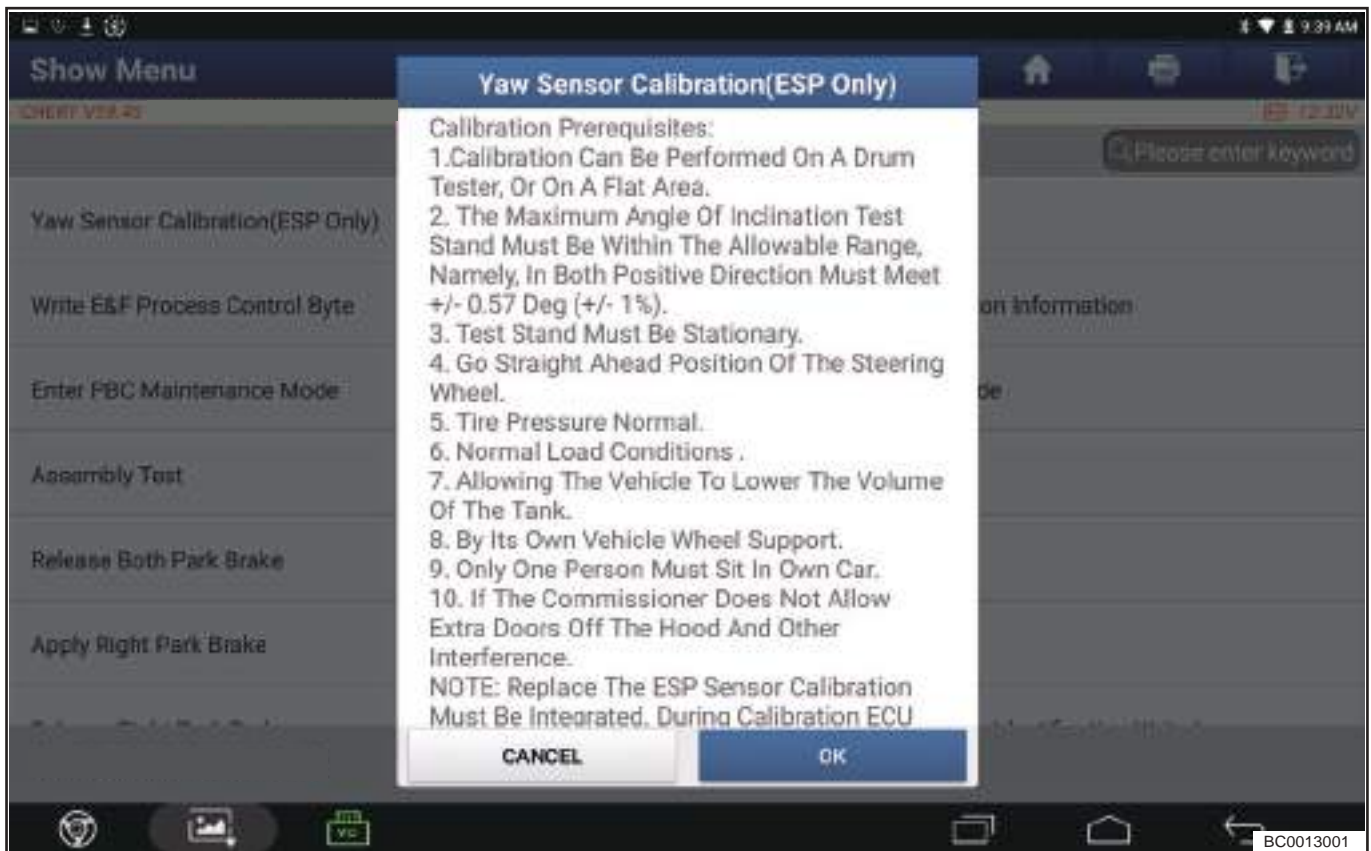 9:39 AM
Show Menu
Yaw Sensor Calibration(ESP Only)
12.32V
Please enter keyword
Calibration Prerequisites:
1.Calibration Can Be Performed On A Drum
Tester, Or On A Flat Area.
2. The Maximum Angle Of Inclination Test
Stand Must Be Within The Allowable Range,
Namely, In Both Positive Direction Must Meet
+/- 0.57 Deg (+/- 1%).
3. Test Stand Must Be Stationary.
4. Go Straight Ahead Position Of The Steering
Wheel.
5. Tire Pressure Normal.
6. Normal Load Conditions .
7. Allowing The Vehicle To Lower The Volume
Of The Tank.
8. By Its Own Vehicle Wheel Support.
9. Only One Person Must Sit In Own Car.
10. If The Commissioner Does Not Allow
Extra Doors Off The Hood And Other
Interference.
NOTE: Replace The ESP Sensor Calibration
Must Be Integrated. During Calibration ECU
CANCEL
OK
Yaw Sensor Calibration(ESP Only)
Write E&F Process Control Byte
on Information
Enter PBC Maintenance Mode
de
Assembly Test
Release Both Park Brake
Apply Right Park Brake
VCI
BC0013001